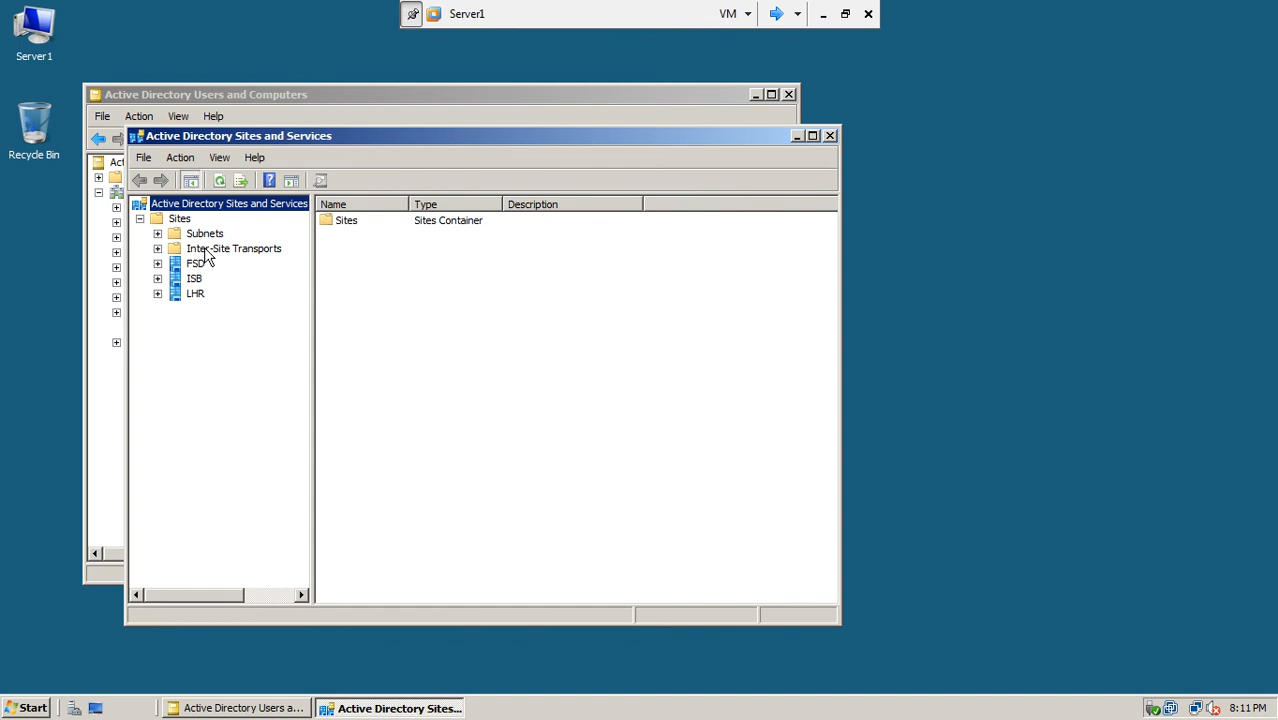 Server1
VM
Server1
Recycle Bin
Active Directory Users and Computers
File Action View Help
Act
Active Directory Sites and Services
File Action View Help
Active Directory Sites and Services
Sites
Subnets
Inter-Site Transports
FSD
ISB
LHR
Name Type Description
Sites Sites Container
Start
Active Directory Users a...
Active Directory Sites...
8:11 PM